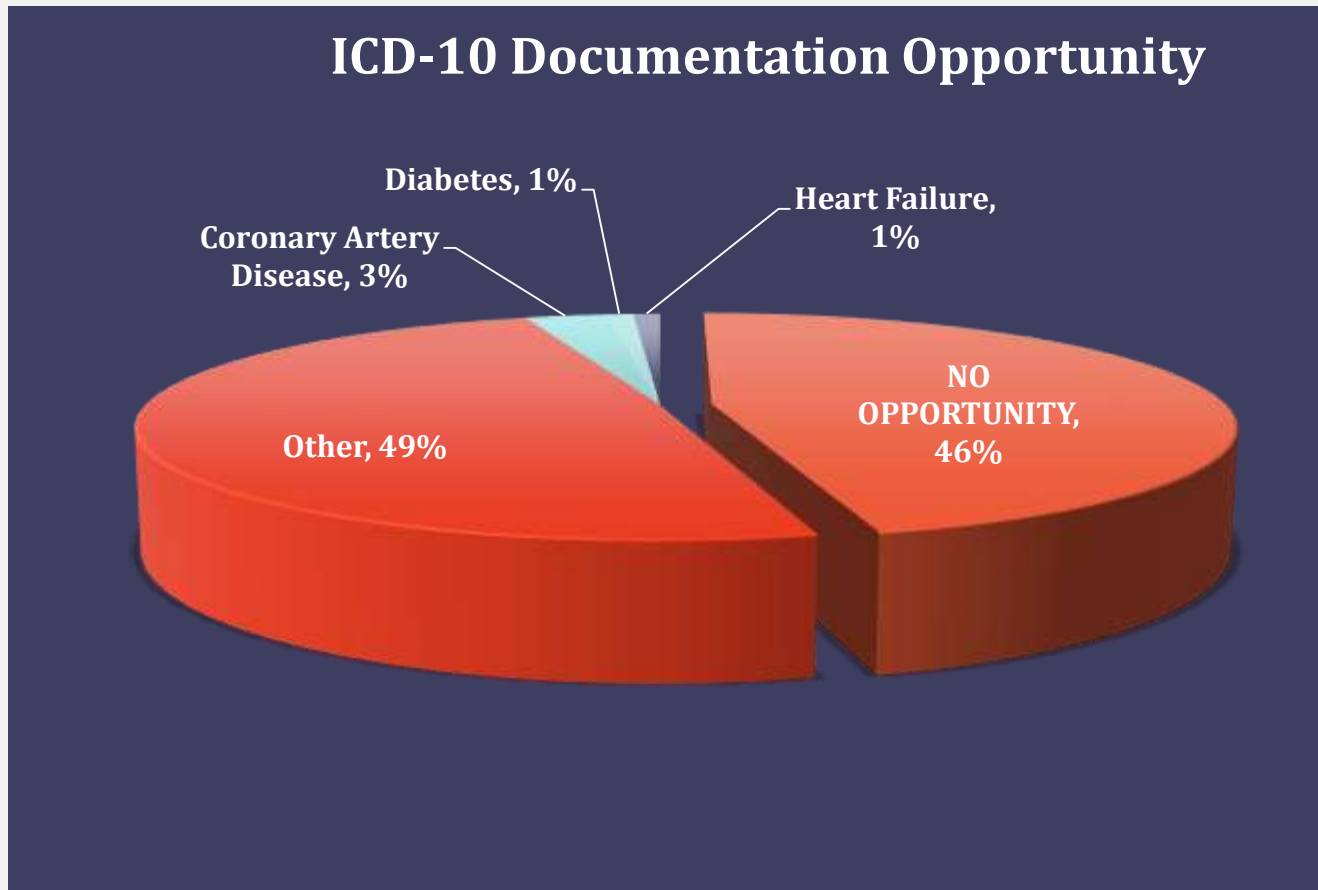 ICD-10 Documentation Opportunity
Diabetes, 1%
Heart Failure,
1%
Coronary Artery
Disease, 3%
NO
OPPORTUNITY,
46%
Other, 49%